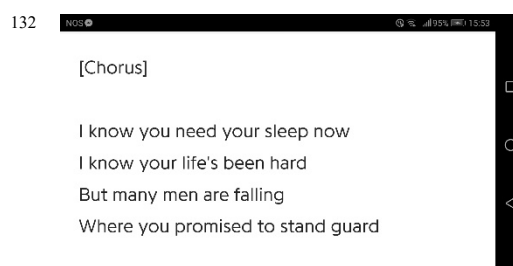 132
NOS
95% 15:53
[Chorus]
I know you need your sleep now
I know your life's been hard
But many men are falling
Where you promised to stand guard